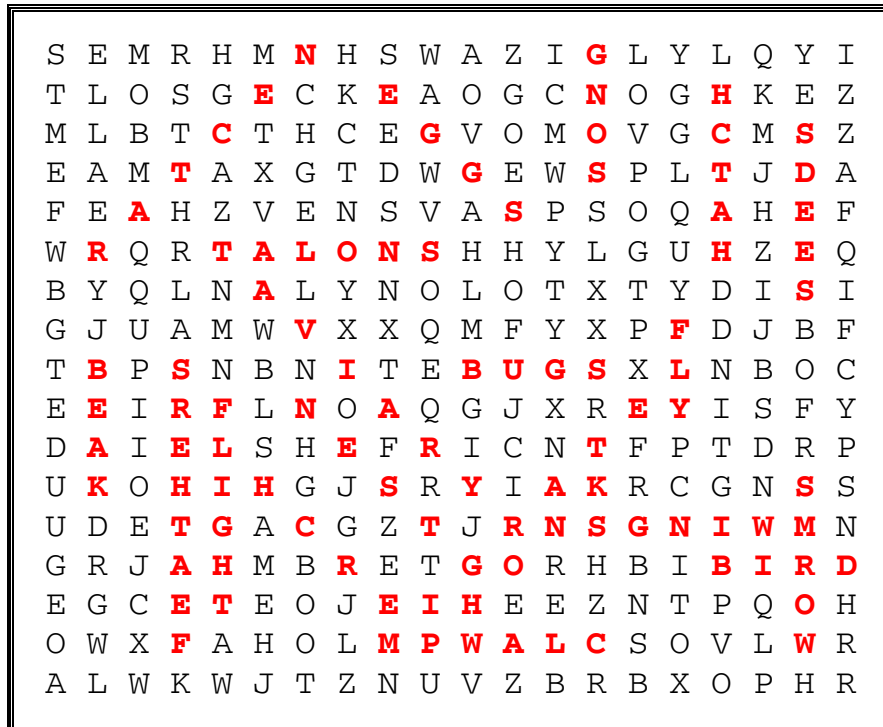 S E M R H M N H S W A Z I G L Y L Q Y I
T L O S G E C K E A O G C N O G H K E Z
M L B T C T H C E G V O M O V G C M S Z
E A M T A X G T D W G E W S P L T J D A
F E A H Z V E N S V A S P S O Q A H E F
W R Q R T A L O N S H H Y L G U H Z E Q
B Y Q L N A L Y N O L O T X T Y D I S I
G J U A M W V X X Q M F Y X P F D J B F
T B P S N B N I T E B U G S X L N B O C
E E I R F L N O A Q G J X R E Y I S F Y
D A I E L S H E F R I C N T F P T D R P
U K O H I H G J S R Y I A K R C G N S S
U D E T G A C G Z T J R N S G N I W M N
G R J A H M B R E T G O R H B I B I R D
E G C E T E O J E I H E E Z N T P Q O H
O W X F A H O L M P W A L C S O V L W R
A L W K W J T Z N U V Z B R B X O P H R